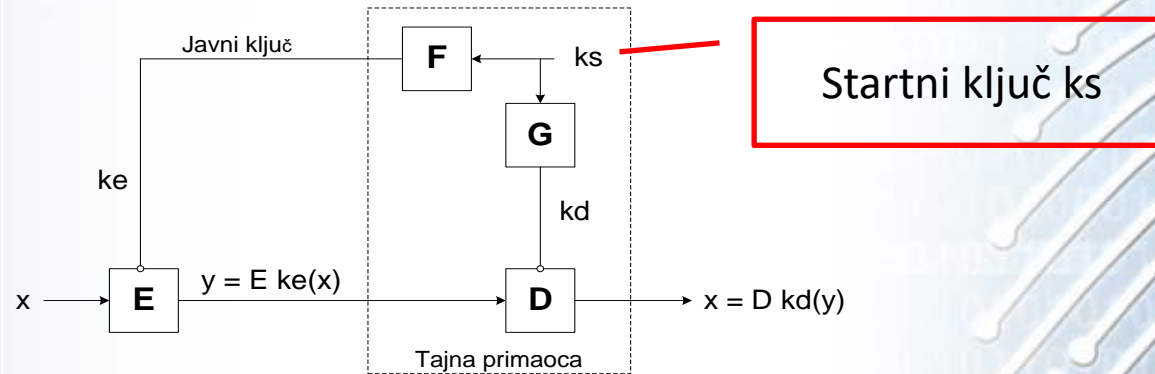 Javni ključ
F
ks
Startni ključ ks
G
ke
kd
x
E
y = E ke(x)
D
x = D kd(y)
Tajna primaoca